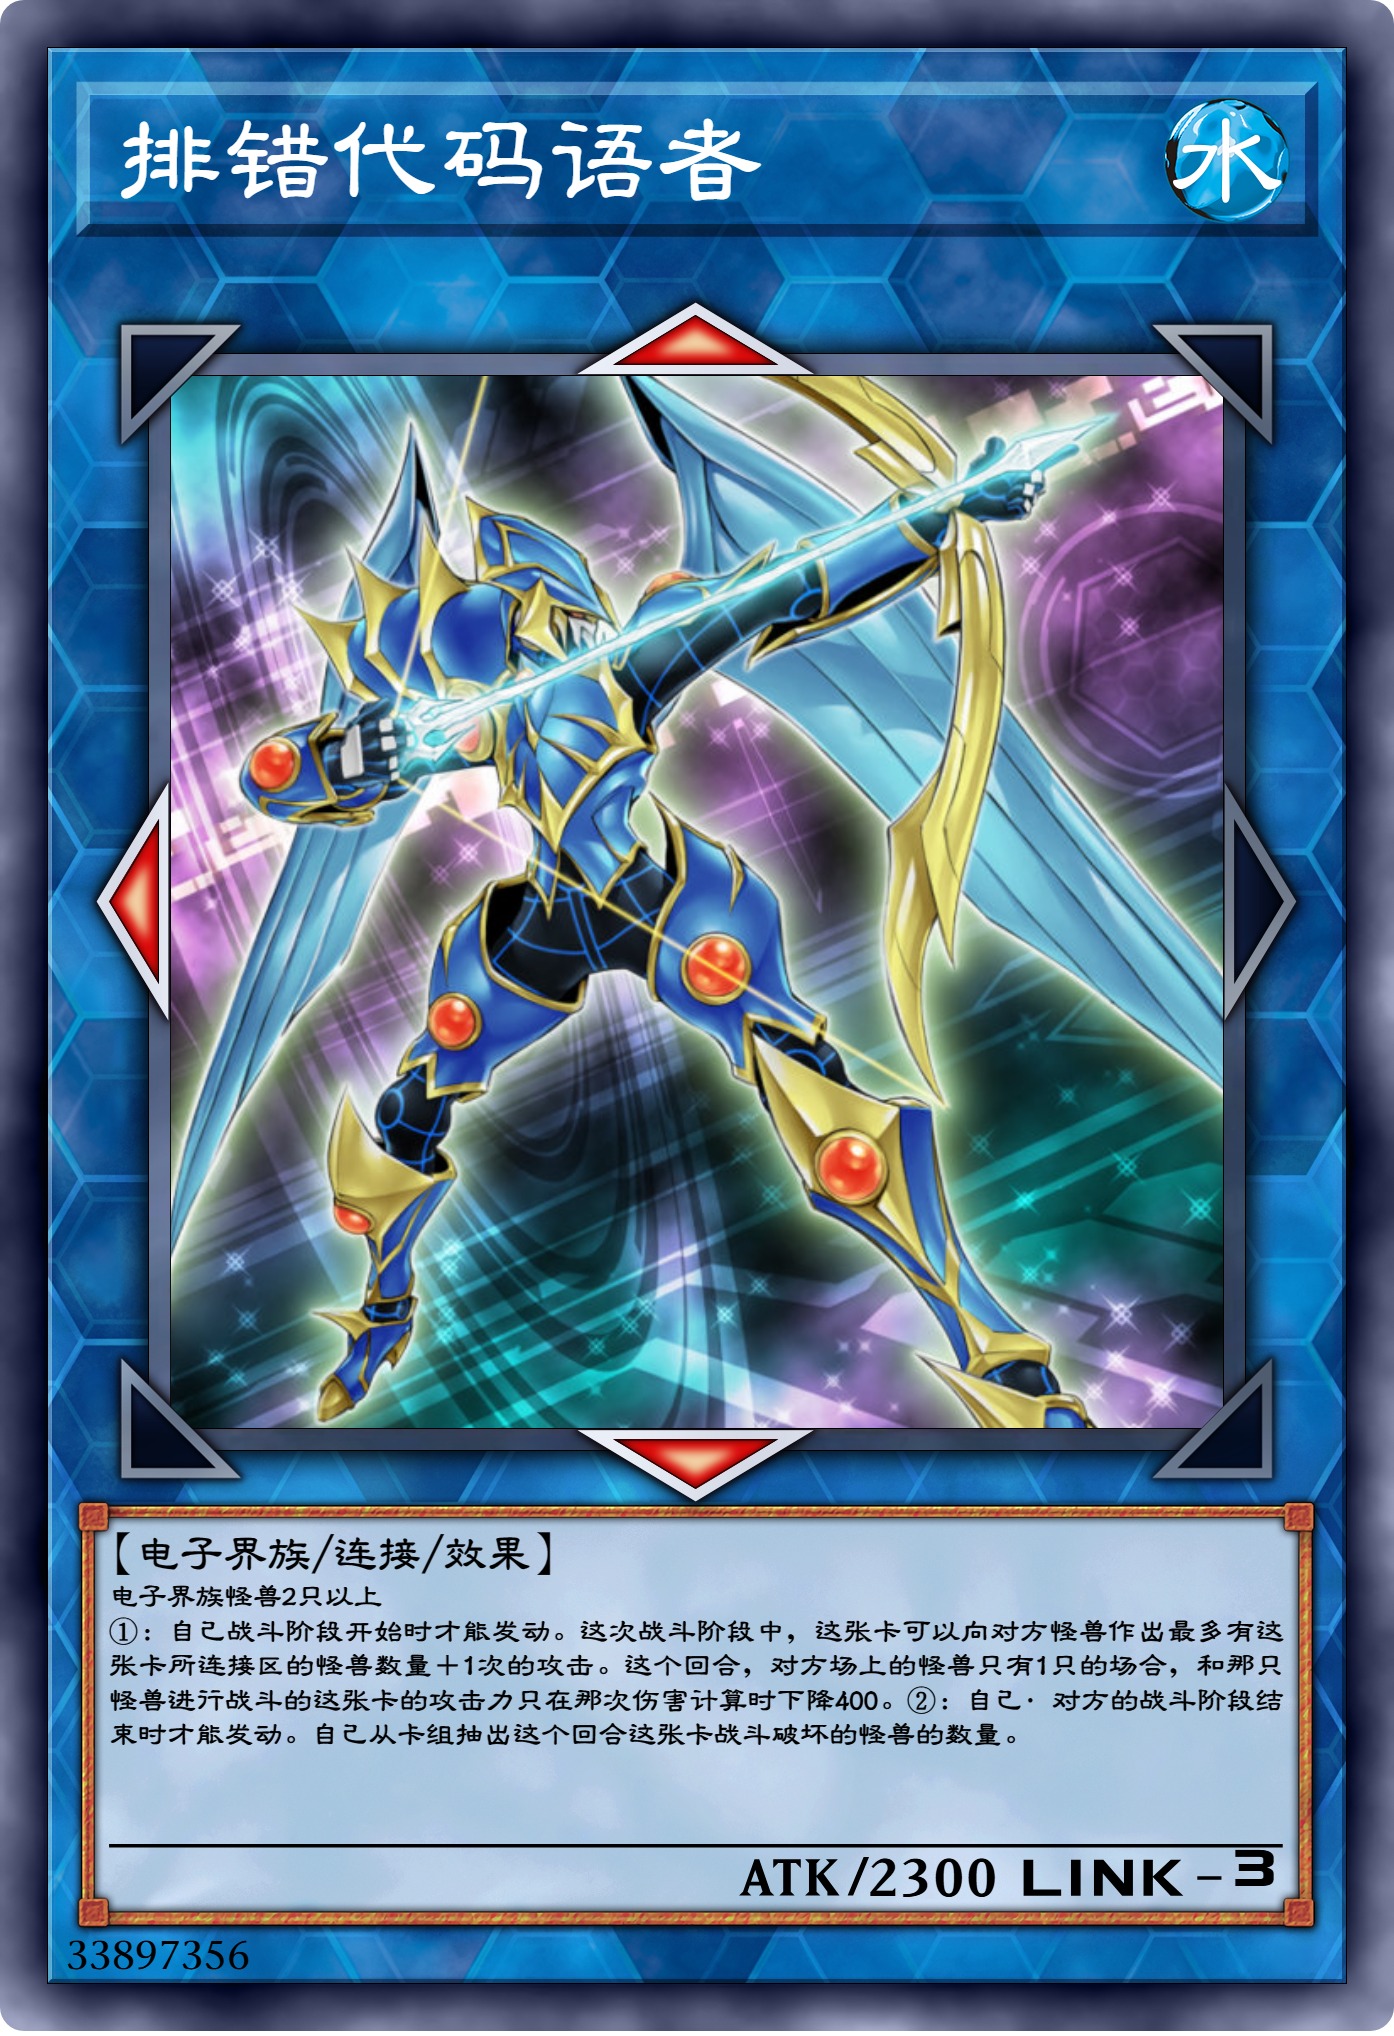 排错代码语者
水
【电子界族/连接/效果】
电子界族怪兽2只以上
①：自己战斗阶段开始时才能发动。这次战斗阶段中，这张卡可以向对方怪兽作出最多有这
张卡所连接区的怪兽数量＋1次的攻击。这个回合，对方场上的怪兽只有1只的场合，和那只
怪兽进行战斗的这张卡的攻击力只在那次伤害计算时下降400。②：自己·对方的战斗阶段结
束时才能发动。自己从卡组抽出这个回合这张卡战斗破坏的怪兽的数量。
ATK/2300 LINK-3
33897356